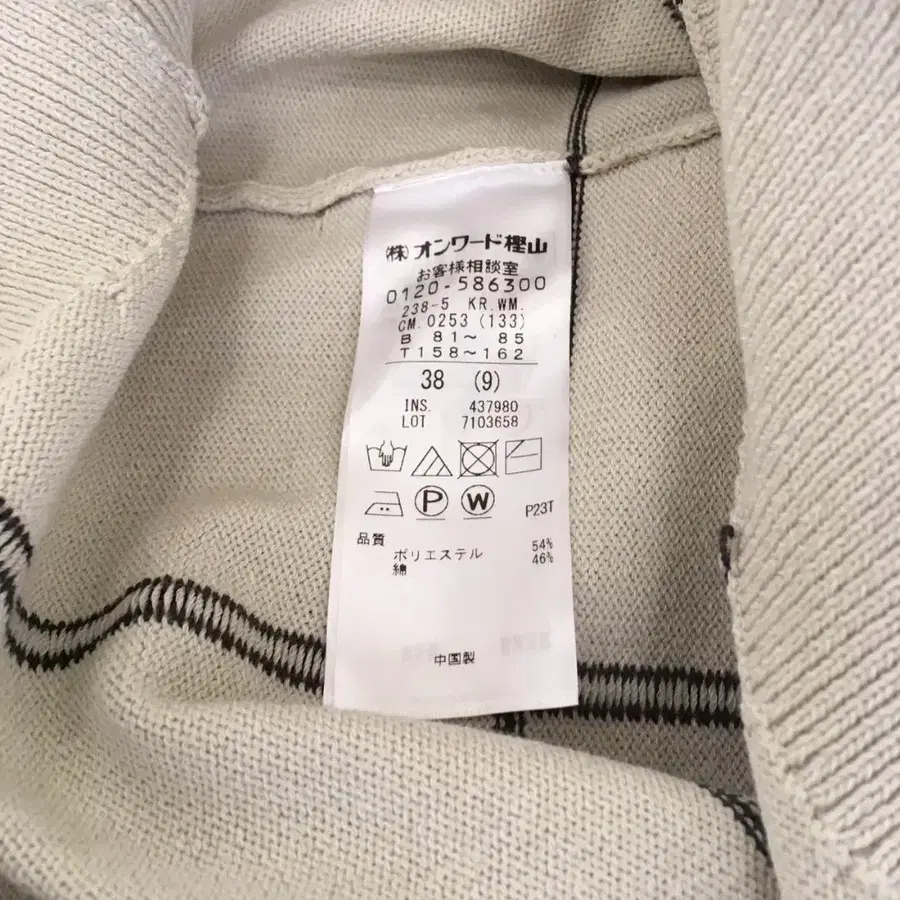 ㈱オンワード樫山
お客様相談室
0120-586300
238-5 KR.WM.
CM.0253(133)
B 81～ 85
T158～162
38 (9)
INS. 437980
LOT 7103658
P W
P23T
品質
ポリエステル 54%
綿 46%
中国製